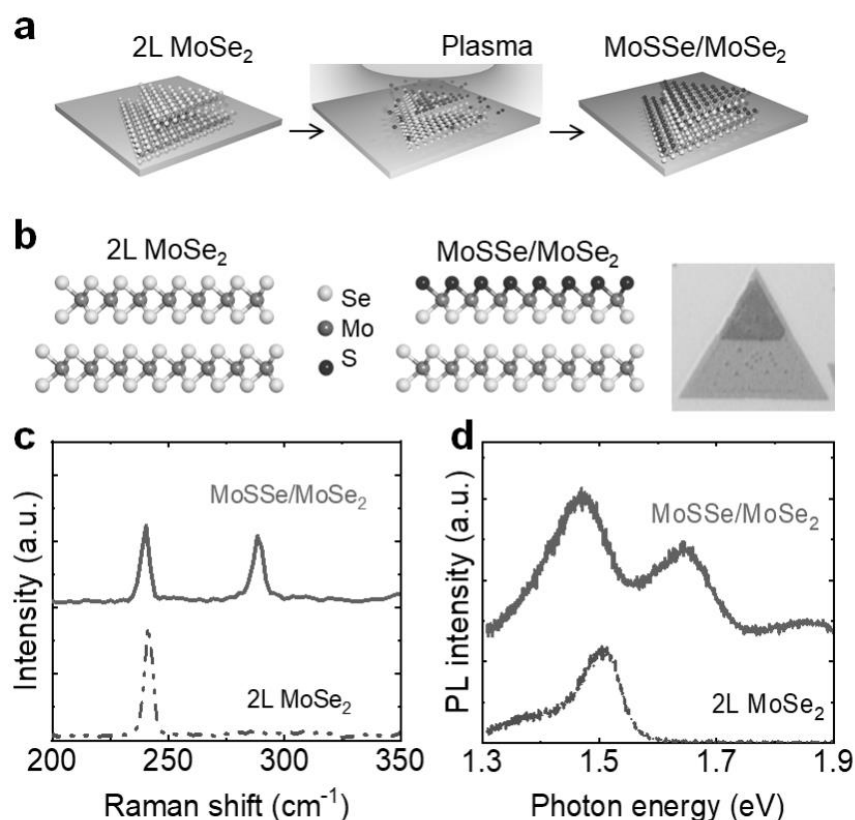 a
2L MoSe₂
Plasma
MoSSe/MoSe₂
b
2L MoSe₂
MoSSe/MoSe₂
Se
Mo
S
c
Intensity (a.u.)
MoSSe/MoSe₂
2L MoSe₂
200 250 300 350
Raman shift (cm⁻¹)
d
PL intensity (a.u.)
MoSSe/MoSe₂
2L MoSe₂
1.3 1.5 1.7 1.9
Photon energy (eV)